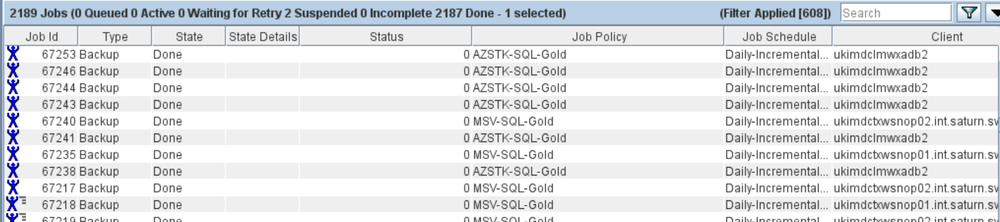 2189 Jobs (0 Queued 0 Active 0 Waiting for Retry 2 Suspended 0 Incomplete 2187 Done - 1 selected) (Filter Applied [608]) Search
Job Id Type State State Details Status Job Policy Job Schedule Client
67253 Backup Done 0 AZSTK-SQL-Gold Daily-Incremental... ukimdclmwxadb2
67246 Backup Done 0 AZSTK-SQL-Gold Daily-Incremental... ukimdclmwxadb2
67244 Backup Done 0 AZSTK-SQL-Gold Daily-Incremental... ukimdclmwxadb2
67243 Backup Done 0 AZSTK-SQL-Gold Daily-Incremental... ukimdclmwxadb2
67240 Backup Done 0 MSV-SQL-Gold Daily-Incremental... ukimdctxwsnop02.int.saturn.sv
67241 Backup Done 0 AZSTK-SQL-Gold Daily-Incremental... ukimdclmwxadb2
67235 Backup Done 0 MSV-SQL-Gold Daily-Incremental... ukimdctxwsnop01.int.saturn.sv
67238 Backup Done 0 AZSTK-SQL-Gold Daily-Incremental... ukimdclmwxadb2
67217 Backup Done 0 MSV-SQL-Gold Daily-Incremental... ukimdctxwsnop02.int.saturn.sv
67218 Backup Done 0 MSV-SQL-Gold Daily-Incremental... ukimdctxwsnop01.int.saturn.sv
67219 Backup Done 0 MSV-SQL-Gold Daily-Incremental... ukimdctxwsnop02.int.saturn.sv